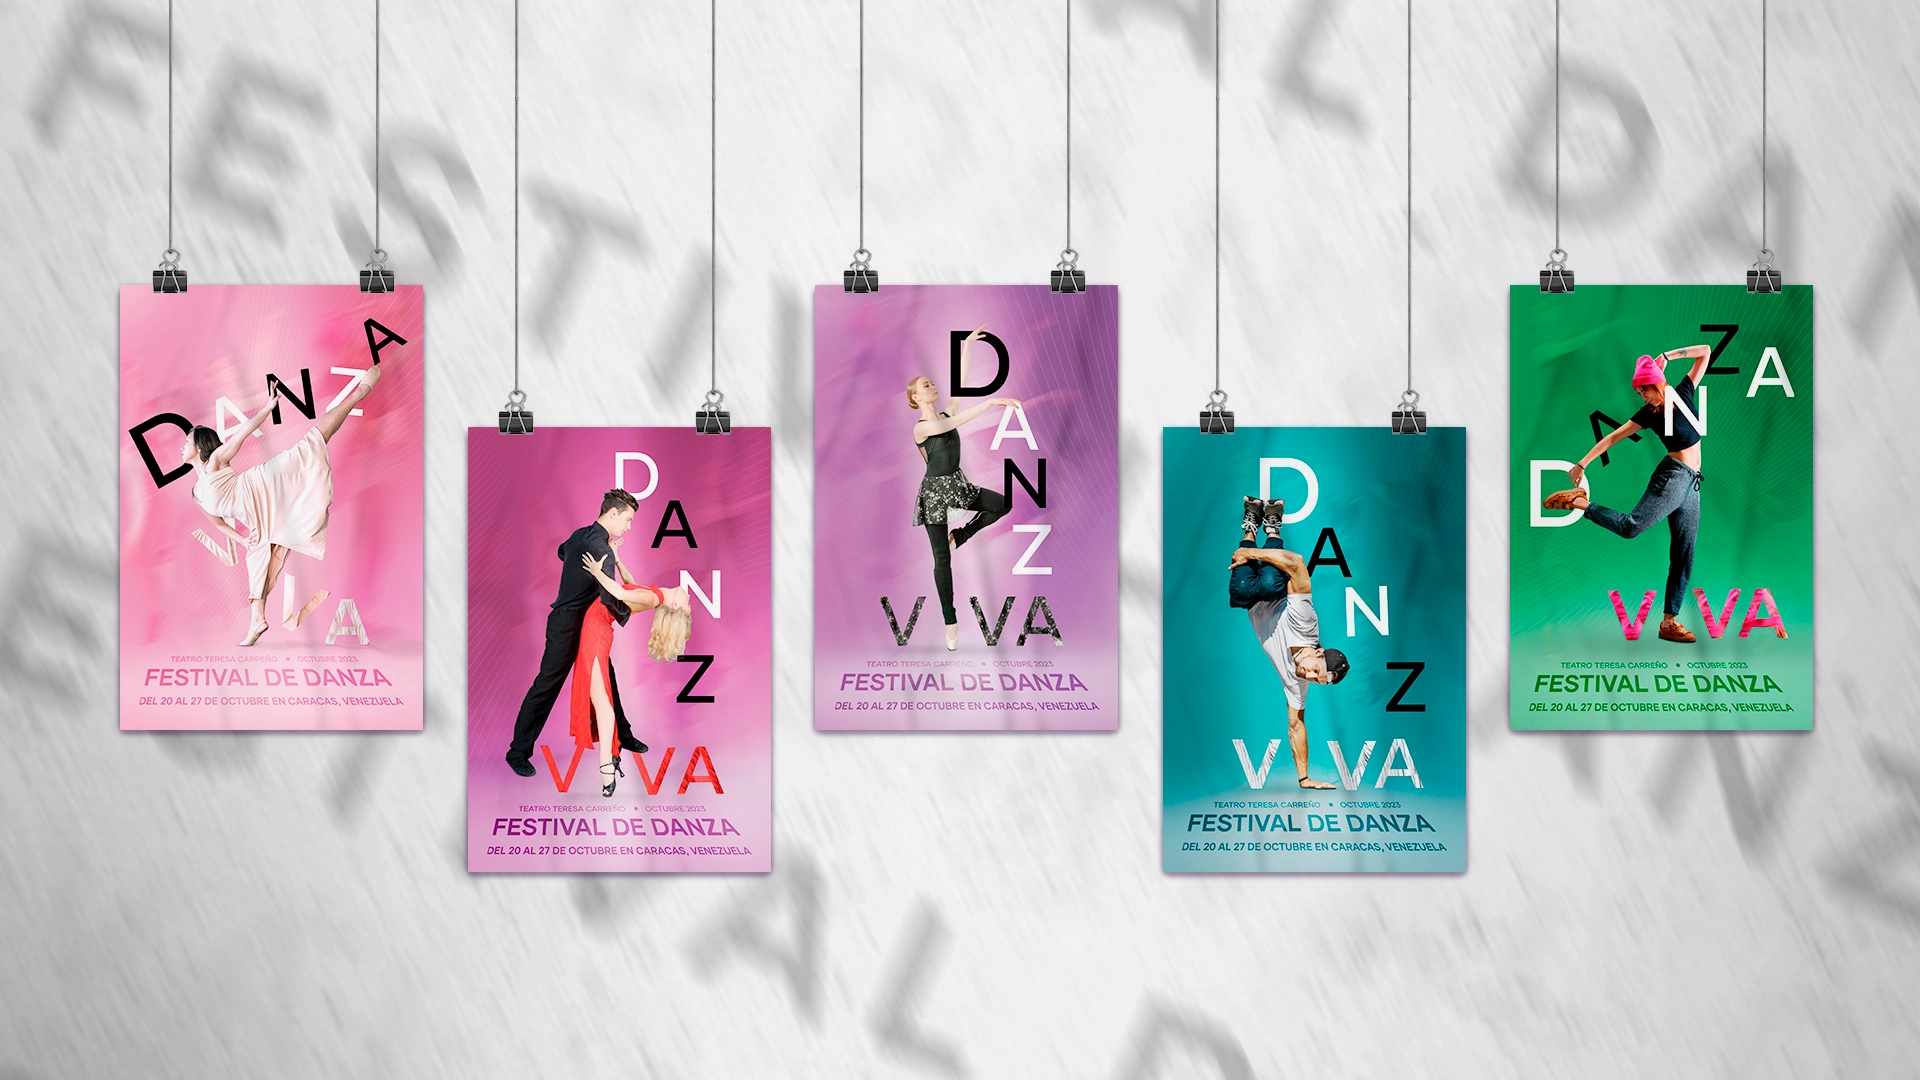 DANZA
VIVA
TEATRO TERESA CARREÑO • OCTUBRE 2023
FESTIVAL DE DANZA
DEL 20 AL 27 DE OCTUBRE EN CARACAS, VENEZUELA
DANZA
V VA
TEATRO TERESA CARREÑO • OCTUBRE 2023
FESTIVAL DE DANZA
DEL 20 AL 27 DE OCTUBRE EN CARACAS, VENEZUELA
DANZA
V VA
TEATRO TERESA CARREÑO • OCTUBRE 2023
FESTIVAL DE DANZA
DEL 20 AL 27 DE OCTUBRE EN CARACAS, VENEZUELA
DANZA
V VA
TEATRO TERESA CARREÑO • OCTUBRE 2023
FESTIVAL DE DANZA
DEL 20 AL 27 DE OCTUBRE EN CARACAS, VENEZUELA
DANZA
V VA
TEATRO TERESA CARREÑO • OCTUBRE 2023
FESTIVAL DE DANZA
DEL 20 AL 27 DE OCTUBRE EN CARACAS, VENEZUELA